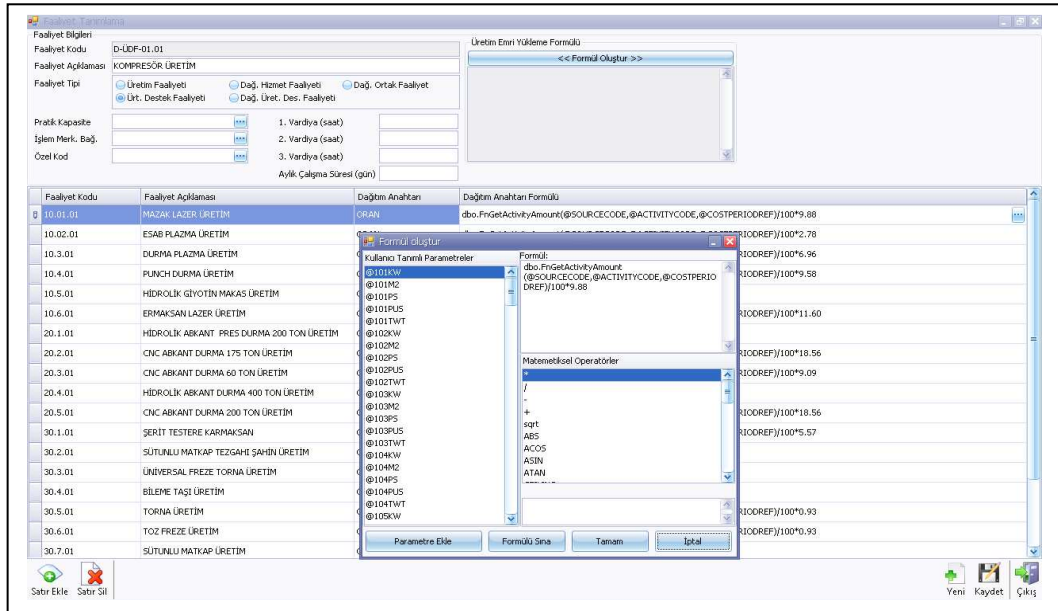 Faaliyet Tanımlama
Faaliyet Bilgileri
Faaliyet Kodu D-ÜDF-01.01
Faaliyet Açıklaması KOMPRESÖR ÜRETİM
Faaliyet Tipi
Üretim Faaliyeti Dağ. Hizmet Faaliyeti Dağ. Ortak Faaliyet
Ürt. Destek Faaliyeti Dağ. Üret. Des. Faaliyeti
Pratik Kapasite ... 1. Vardiya (saat)
İşlem Merk. Bağ. ... 2. Vardiya (saat)
Özel Kod ... 3. Vardiya (saat)
Aylık Çalışma Süresi (gün)
Üretim Emri Yükleme Formülü
<< Formül Oluştur >>
Faaliyet Kodu Faaliyet Açıklaması Dağıtım Anahtarı Dağıtım Anahtarı Formülü
10.01.01 MAZAK LAZER ÜRETİM ORAN dbo.FnGetActivityAmount(@SOURCECODE,@ACTIVITYCODE,@COSTPERIODREF)/100*9.88 ...
10.02.01 ESAB PLAZMA ÜRETİM RIODREF)/100*2.78
10.3.01 DURMA PLAZMA ÜRETİM RIODREF)/100*6.96
10.4.01 PUNCH DURMA ÜRETİM RIODREF)/100*9.58
10.5.01 HİDROLİK GİYOTİN MAKAS ÜRETİM
10.6.01 ERMAKSAN LAZER ÜRETİM RIODREF)/100*11.60
20.1.01 HİDROLİK ABKANT PRES DURMA 200 TON ÜRETİM
20.2.01 CNC ABKANT DURMA 175 TON ÜRETİM RIODREF)/100*18.56
20.3.01 CNC ABKANT DURMA 60 TON ÜRETİM RIODREF)/100*9.09
20.4.01 HİDROLİK ABKANT DURMA 400 TON ÜRETİM
20.5.01 CNC ABKANT DURMA 200 TON ÜRETİM RIODREF)/100*18.56
30.1.01 ŞERİT TESTERE KARMAKSAN RIODREF)/100*5.57
30.2.01 SÜTUNLU MATKAP TEZGAHI ŞAHİN ÜRETİM
30.3.01 ÜNİVERSAL FREZE TORNA ÜRETİM
30.4.01 BİLEME TAŞI ÜRETİM
30.5.01 TORNA ÜRETİM RIODREF)/100*0.93
30.6.01 TOZ FREZE ÜRETİM RIODREF)/100*0.93
30.7.01 SÜTUNLU MATKAP ÜRETİM
Formül oluştur
Kullanıcı Tanımlı Parametreler
@101KW
@101M2
@101PS
@101PUS
@101TWT
@102KW
@102M2
@102PS
@102PUS
@102TWT
@103KW
@103M2
@103PS
@103PUS
@103TWT
@104KW
@104M2
@104PS
@104PUS
@104TWT
@105KW
Formül:
dbo.FnGetActivityAmount
(@SOURCECODE,@ACTIVITYCODE,@COSTPERIO
DREF)/100*9.88
Matemetiksel Operatörler
*
/
-
+
sqrt
ABS
ACOS
ASIN
ATAN
Parametre Ekle Formülü Sına Tamam İptal
Satır Ekle Satır Sil Yeni Kaydet Çıkış